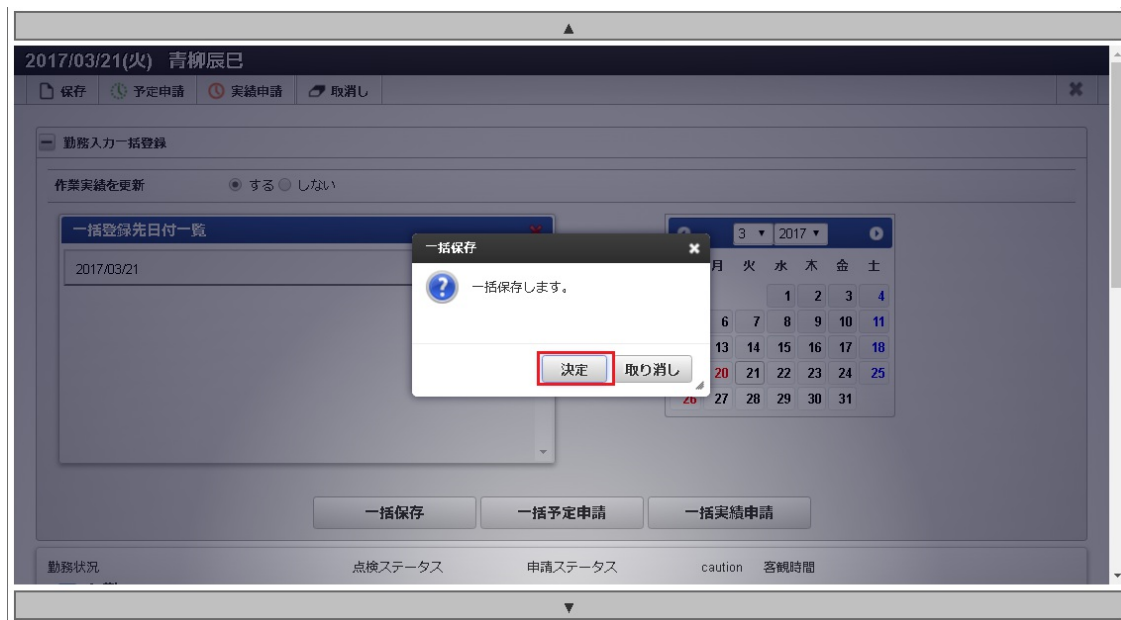 ▲
2017/03/21(火) 青柳辰巳
保存 予定申請 実績申請 取消し
勤務入力一括登録
作業実績を更新 する しない
一括登録先日付一覧
2017/03/21
一括保存
一括保存します。
決定 取り消し
3 ▼ 2017 ▼
月 火 水 木 金 土
1 2 3 4
6 7 8 9 10 11
13 14 15 16 17 18
20 21 22 23 24 25
26 27 28 29 30 31
一括保存 一括予定申請 一括実績申請
勤務状況 点検ステータス 申請ステータス caution 客観時間
▼